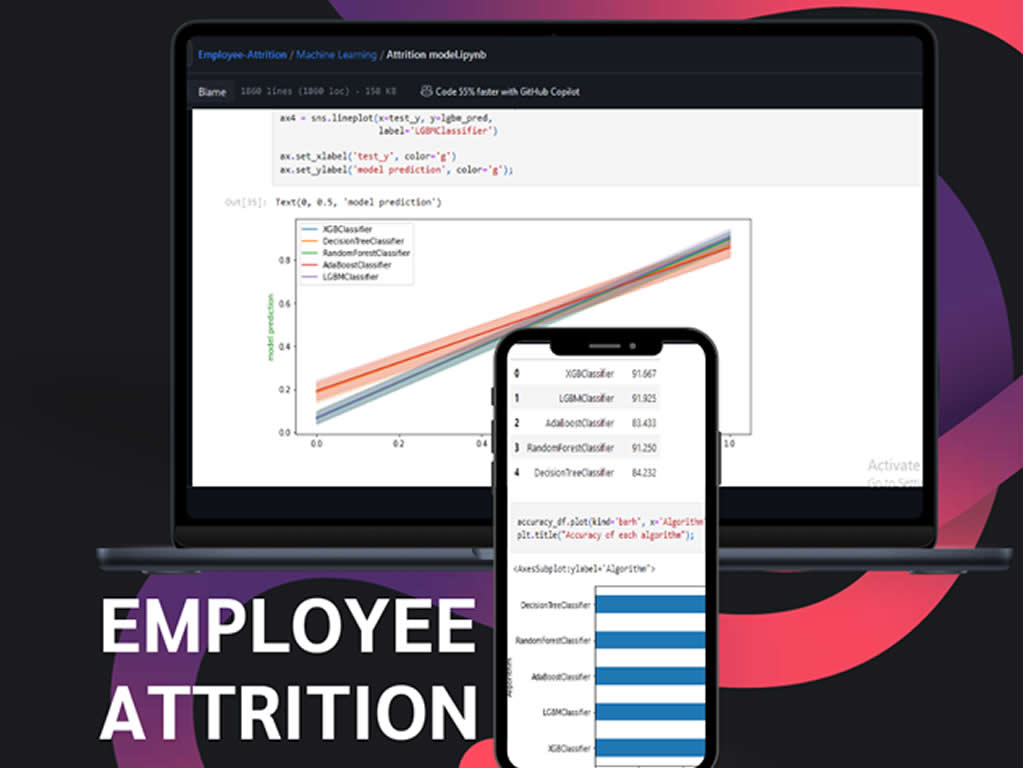 Employee-Attrition / Machine Learning / Attrition model.ipynb
Blame 1860 lines (1860 loc) · 158 KB Code 55% faster with GitHub Copilot
ax4 = sns.lineplot(x=test_y, y=lgbm_pred,
label='LGBMClassifier')
ax.set_xlabel('test_y', color='g')
ax.set_ylabel('model prediction', color='g');
Out[35]: Text(0, 0.5, 'model prediction')
XGBClassifier
DecisionTreeClassifier
RandomForestClassifier
AdaBoostClassifier
LGBMClassifier
0.8
0.6
0.4
0.2
0.0
model prediction
0.0 0.2 0.4 1.0
Activate
Go to Setti
0 XGBClassifier 91.667
1 LGBMClassifier 91.925
2 AdaBoostClassifier 83.433
3 RandomForestClassifier 91.250
4 DecisionTreeClassifier 84.232
accuracy_df.plot(kind='barh', x='Algorithm'
plt.title("Accuracy of each algorithm");
<AxesSubplot:ylabel='Algorithm'>
DecisionTreeClassifier
RandomForestClassifier
AdaBoostClassifier
LGBMClassifier
XGBClassifier
EMPLOYEE
ATTRITION